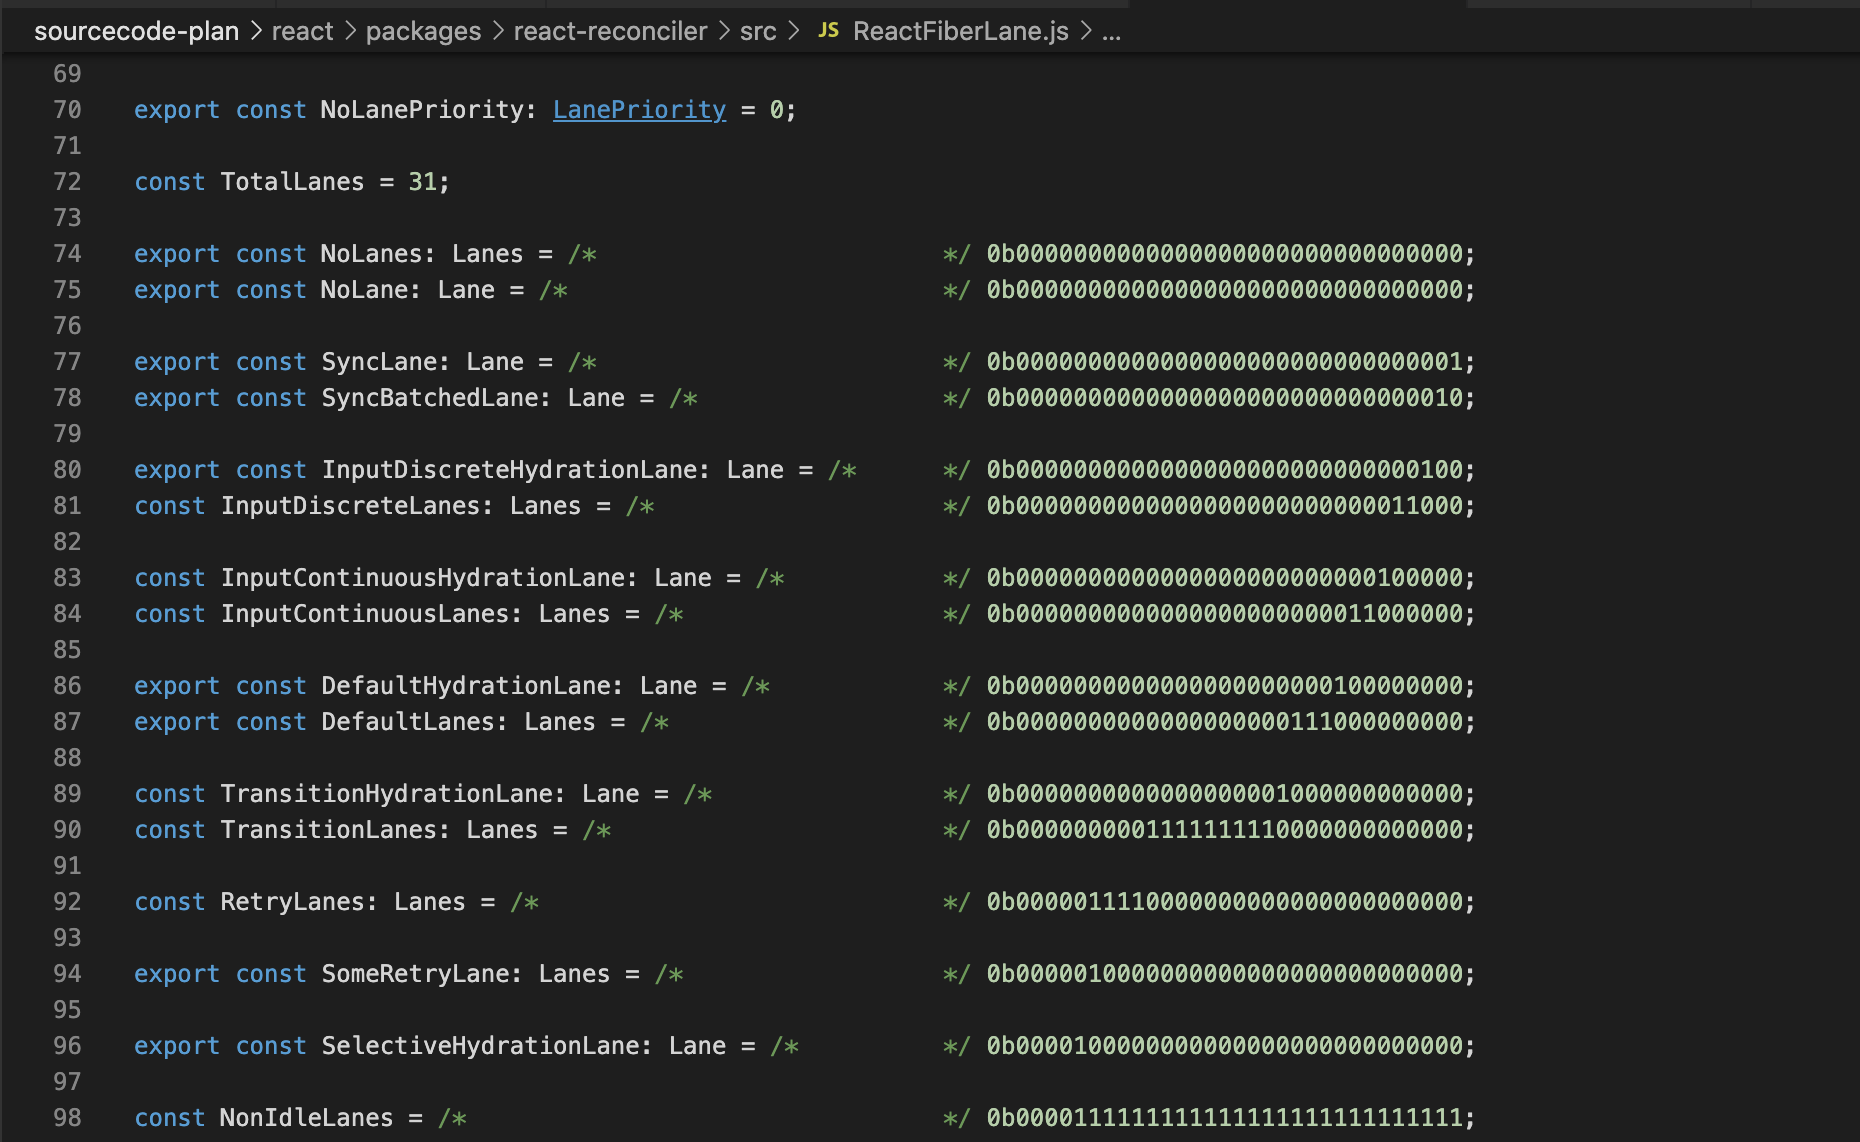 sourcecode-plan > react > packages > react-reconciler > src > JS ReactFiberLane.js > ...
69
70 export const NoLanePriority: LanePriority = 0;
71
72 const TotalLanes = 31;
73
74 export const NoLanes: Lanes = /*                        */ 0b0000000000000000000000000000000;
75 export const NoLane: Lane = /*                          */ 0b0000000000000000000000000000000;
76
77 export const SyncLane: Lane = /*                        */ 0b0000000000000000000000000000001;
78 export const SyncBatchedLane: Lane = /*                 */ 0b0000000000000000000000000000010;
79
80 export const InputDiscreteHydrationLane: Lane = /*      */ 0b0000000000000000000000000000100;
81 const InputDiscreteLanes: Lanes = /*                    */ 0b0000000000000000000000000011000;
82
83 const InputContinuousHydrationLane: Lane = /*           */ 0b0000000000000000000000000100000;
84 const InputContinuousLanes: Lanes = /*                  */ 0b0000000000000000000000011000000;
85
86 export const DefaultHydrationLane: Lane = /*            */ 0b0000000000000000000000100000000;
87 export const DefaultLanes: Lanes = /*                   */ 0b0000000000000000000111000000000;
88
89 const TransitionHydrationLane: Lane = /*                */ 0b0000000000000000001000000000000;
90 const TransitionLanes: Lanes = /*                       */ 0b0000000001111111110000000000000;
91
92 const RetryLanes: Lanes = /*                            */ 0b0000011110000000000000000000000;
93
94 export const SomeRetryLane: Lanes = /*                  */ 0b0000010000000000000000000000000;
95
96 export const SelectiveHydrationLane: Lane = /*          */ 0b0000100000000000000000000000000;
97
98 const NonIdleLanes = /*                                 */ 0b0000111111111111111111111111111;